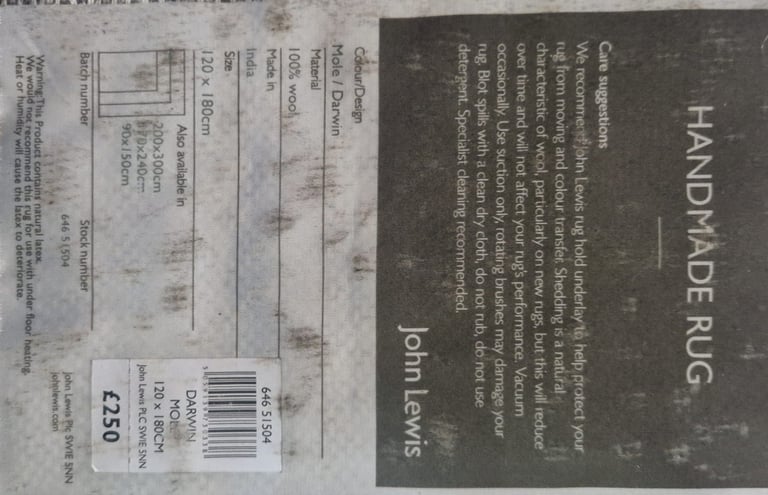 HANDMADE RUG
Care suggestions
We recommend John Lewis rug hold underlay to help protect your
rug from moving and colour transfer. Shedding is a natural
characteristic of wool, particularly on new rugs, but this will reduce
over time and will not affect your rug's performance. Vacuum
occasionally. Use suction only, rotating brushes may damage your
rug. Blot spills with a clean dry cloth, do not rub, do not use
detergent. Specialist cleaning recommended.
John Lewis
Colour/Design
Mole / Darwin
Material
100% wool
Made in
India
Size
120 x 180cm
Also available in
200x300cm
170x240cm
90x150cm
Batch number
Stock number
646 51504
Warning: This Product contains natural latex.
We would not recommend this rug for use with under floor heating.
Heat or humidity will cause the latex to deteriorate.
646 51504
DARWIN
MOLE
120 x 180CM
John Lewis PLC SW1E 5NN
£250
John Lewis Plc SW1E 5NN
johnlewis.com